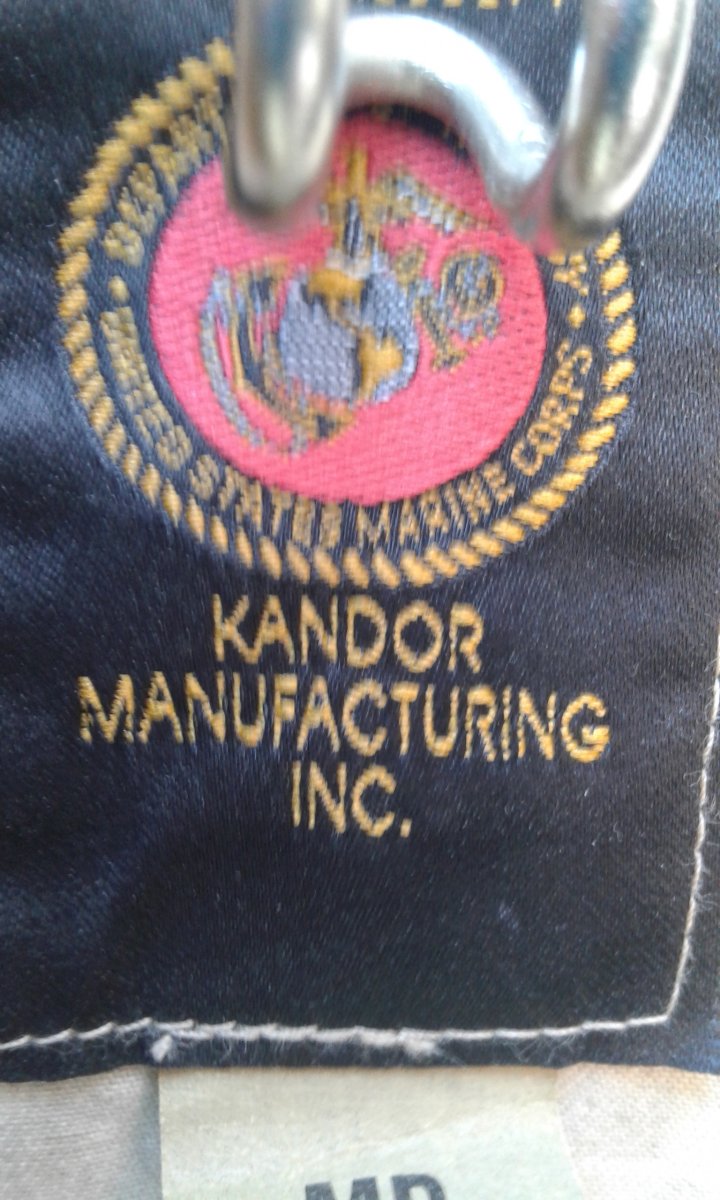 UNITED STATES MARINE CORPS
KANDOR
MANUFACTURING
INC.